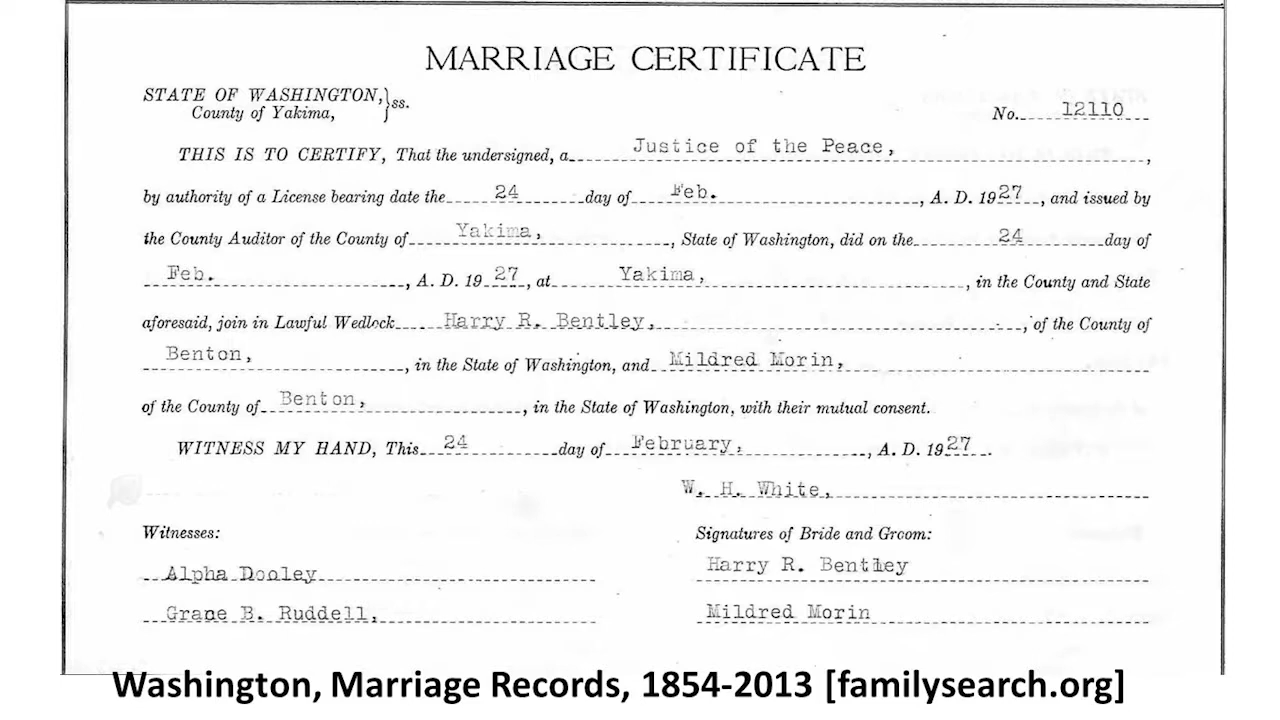 MARRIAGE CERTIFICATE
STATE OF WASHINGTON, } ss.
County of Yakima,
No. 12110
THIS IS TO CERTIFY, That the undersigned, a Justice of the Peace, ,
by authority of a License bearing date the 24 day of Feb. , A. D. 1927 , and issued by
the County Auditor of the County of Yakima, , State of Washington, did on the 24 day of
Feb. , A. D. 19 27 , at Yakima, , in the County and State
aforesaid, join in Lawful Wedlock Harry R. Bentley, , of the County of
Benton, , in the State of Washington, and Mildred Morin,
of the County of Benton, , in the State of Washington, with their mutual consent.
WITNESS MY HAND, This 24 day of February, , A. D. 1927 .
W. H. White,
Witnesses:
Signatures of Bride and Groom:
Alpha Dooley
Harry R. Bentley
Grace B. Ruddell,
Mildred Morin
Washington, Marriage Records, 1854-2013 [familysearch.org]